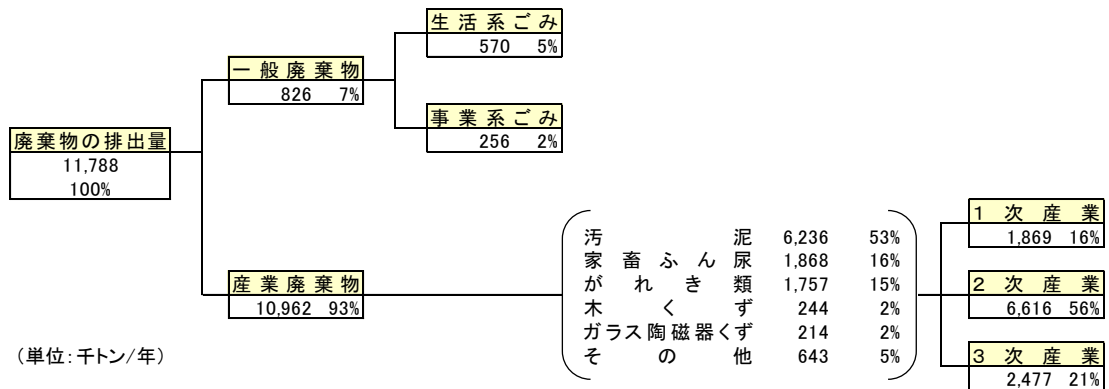 生活系ごみ
570 5%
一般廃棄物
826 7%
事業系ごみ
256 2%
廃棄物の排出量
11,788
100%
産業廃棄物
10,962 93%
汚泥 6,236 53%
家畜ふん尿 1,868 16%
がれき類 1,757 15%
木くず 244 2%
ガラス陶磁器くず 214 2%
その他 643 5%
1次産業
1,869 16%
2次産業
6,616 56%
3次産業
2,477 21%
（単位：千トン/年）